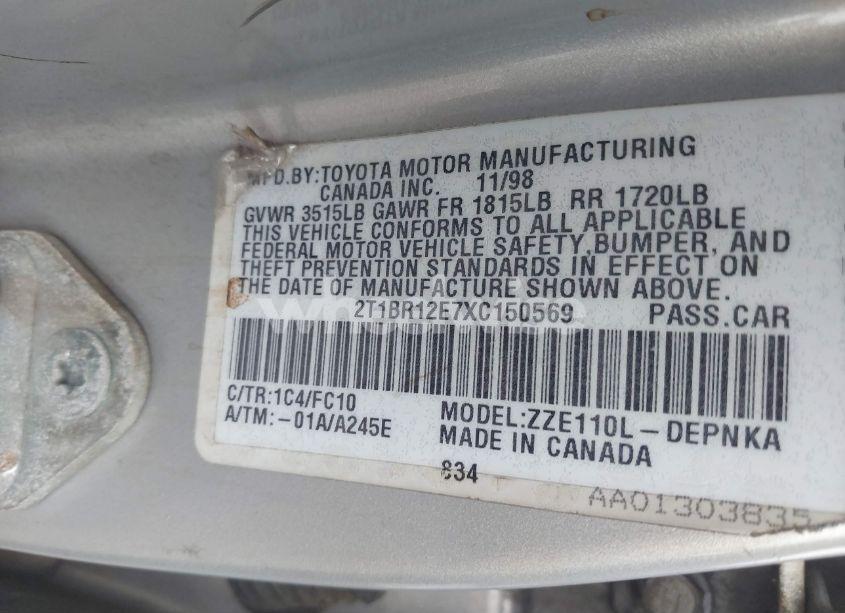 MFD.BY:TOYOTA MOTOR MANUFACTURING
CANADA INC. 11/98
GVWR 3515LB GAWR FR 1815LB RR 1720LB
THIS VEHICLE CONFORMS TO ALL APPLICABLE
FEDERAL MOTOR VEHICLE SAFETY,BUMPER, AND
THEFT PREVENTION STANDARDS IN EFFECT ON
THE DATE OF MANUFACTURE SHOWN ABOVE.
2T1BR12E7XC150569 PASS.CAR
C/TR:1C4/FC10
A/TM:-01A/A245E
MODEL:ZZE110L-DEPNKA
MADE IN CANADA
834
AA01303835